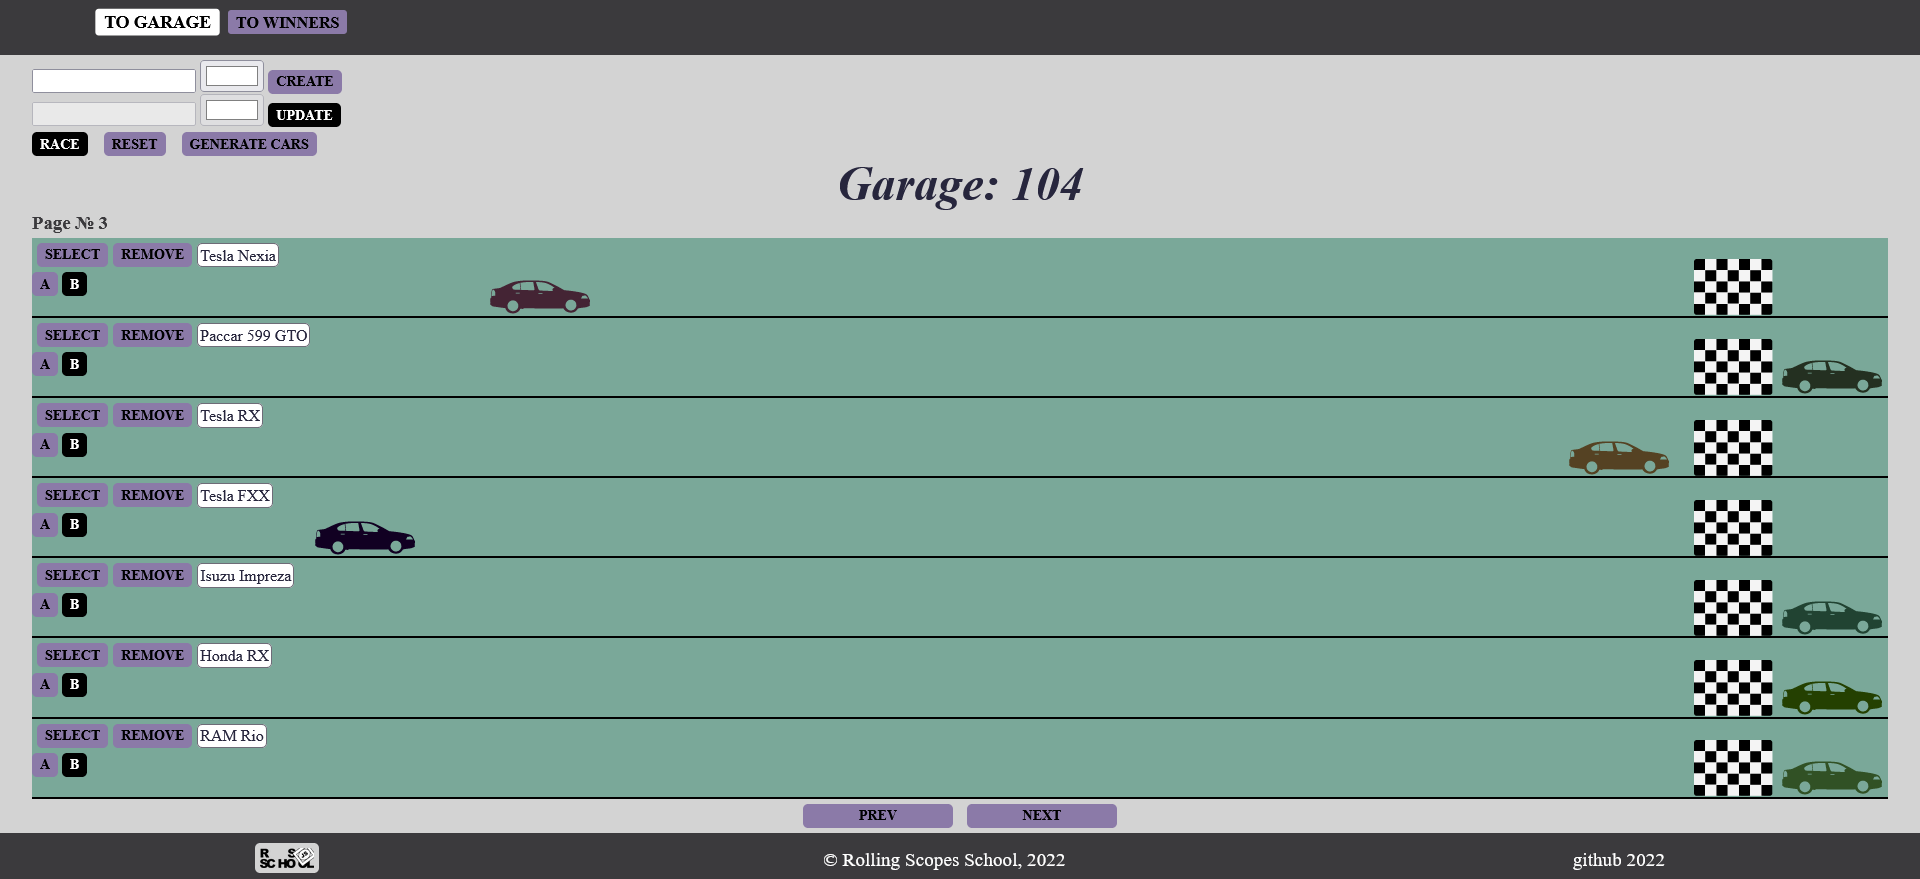 TO GARAGE TO WINNERS
CREATE
UPDATE
RACE RESET GENERATE CARS
Garage: 104
Page № 3
SELECT REMOVE Tesla Nexia
A B
SELECT REMOVE Paccar 599 GTO
A B
SELECT REMOVE Tesla RX
A B
SELECT REMOVE Tesla FXX
A B
SELECT REMOVE Isuzu Impreza
A B
SELECT REMOVE Honda RX
A B
SELECT REMOVE RAM Rio
A B
PREV NEXT
R S
SCHOOL
© Rolling Scopes School, 2022
github 2022